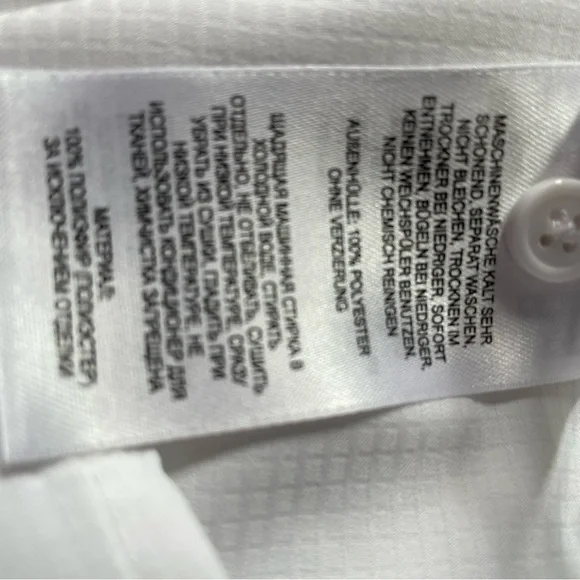 MASCHINENWÄSCHE KALT SEHR
SCHONEND, SEPARAT WASCHEN,
NICHT BLEICHEN, TROCKNEN IM
TROCKNER BEI NIEDRIGER, SOFORT
ENTNEHMEN, BÜGELN BEI NIEDRIGER,
KEINEN WEICHSPÜLER BENUTZEN,
NICHT CHEMISCH REINIGEN
AUßENHÜLLE: 100% POLYESTER
OHNE VERZIERUNG
ЩАДЯЩАЯ МАШИННАЯ СТИРКА В
ХОЛОДНОЙ ВОДЕ, СТИРАТЬ
ОТДЕЛЬНО, НЕ ОТБЕЛИВАТЬ, СУШИТЬ
ПРИ НИЗКОЙ ТЕМПЕРАТУРЕ, СРАЗУ
УБРАТЬ ИЗ СУШКИ, ГЛАДИТЬ ПРИ
НИЗКОЙ ТЕМПЕРАТУРЕ, НЕ
ИСПОЛЬЗОВАТЬ КОНДИЦИОНЕР ДЛЯ
ТКАНЕЙ, ХИМЧИСТКА ЗАПРЕЩЕНА
МАТЕРИАЛ:
100% ПОЛИЭФИР (ПОЛИЭСТЕР)
ЗА ИСКЛЮЧЕНИЕМ ОТДЕЛКИ